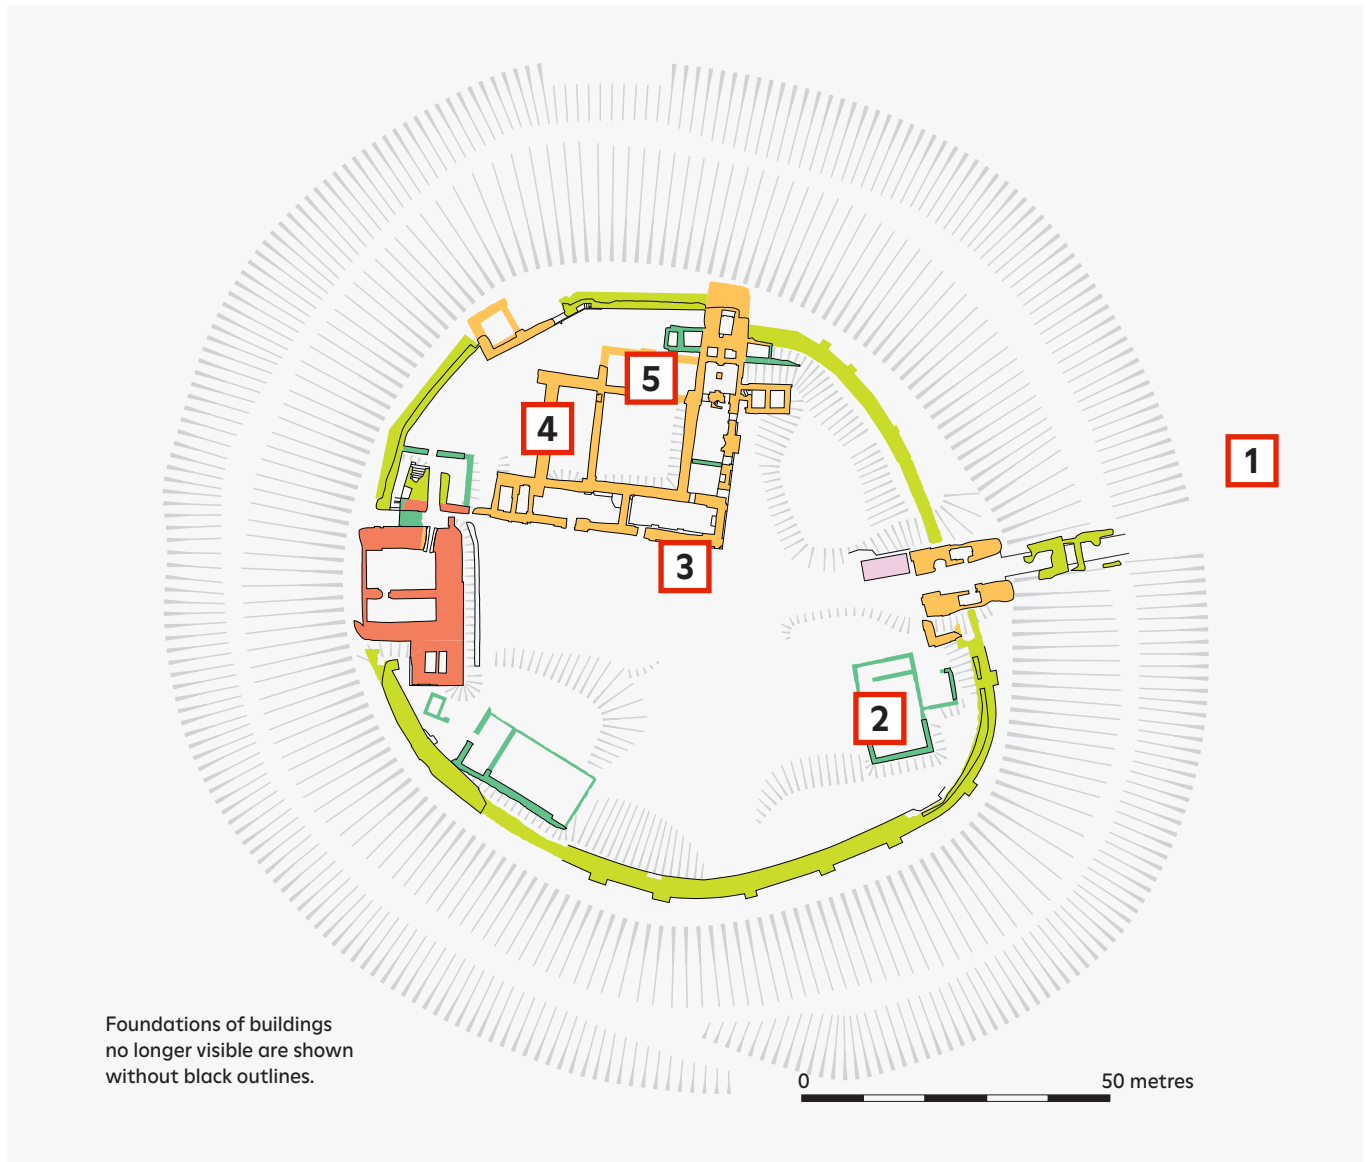 5
4
1
3
2
Foundations of buildings
no longer visible are shown
without black outlines.
0 50 metres